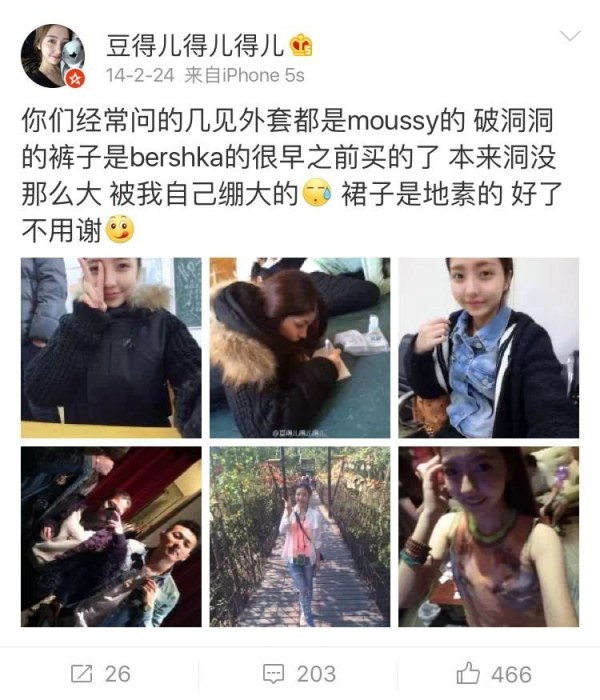 豆得儿得儿得儿
14-2-24 来自iPhone 5s
你们经常问的几见外套都是moussy的 破洞洞
的裤子是bershka的很早之前买的了 本来洞没
那么大 被我自己绷大的 裙子是地素的 好了
不用谢
@豆得儿得儿得儿
26
203
466